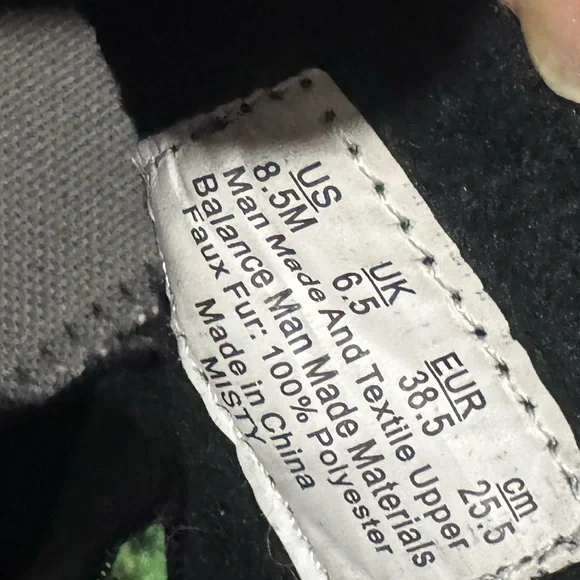 US UK EUR cm
8.5M 6.5 38.5 25.5
Man Made And Textile Upper
Balance Man Made Materials
Faux Fur: 100% Polyester
Made in China
MISTY